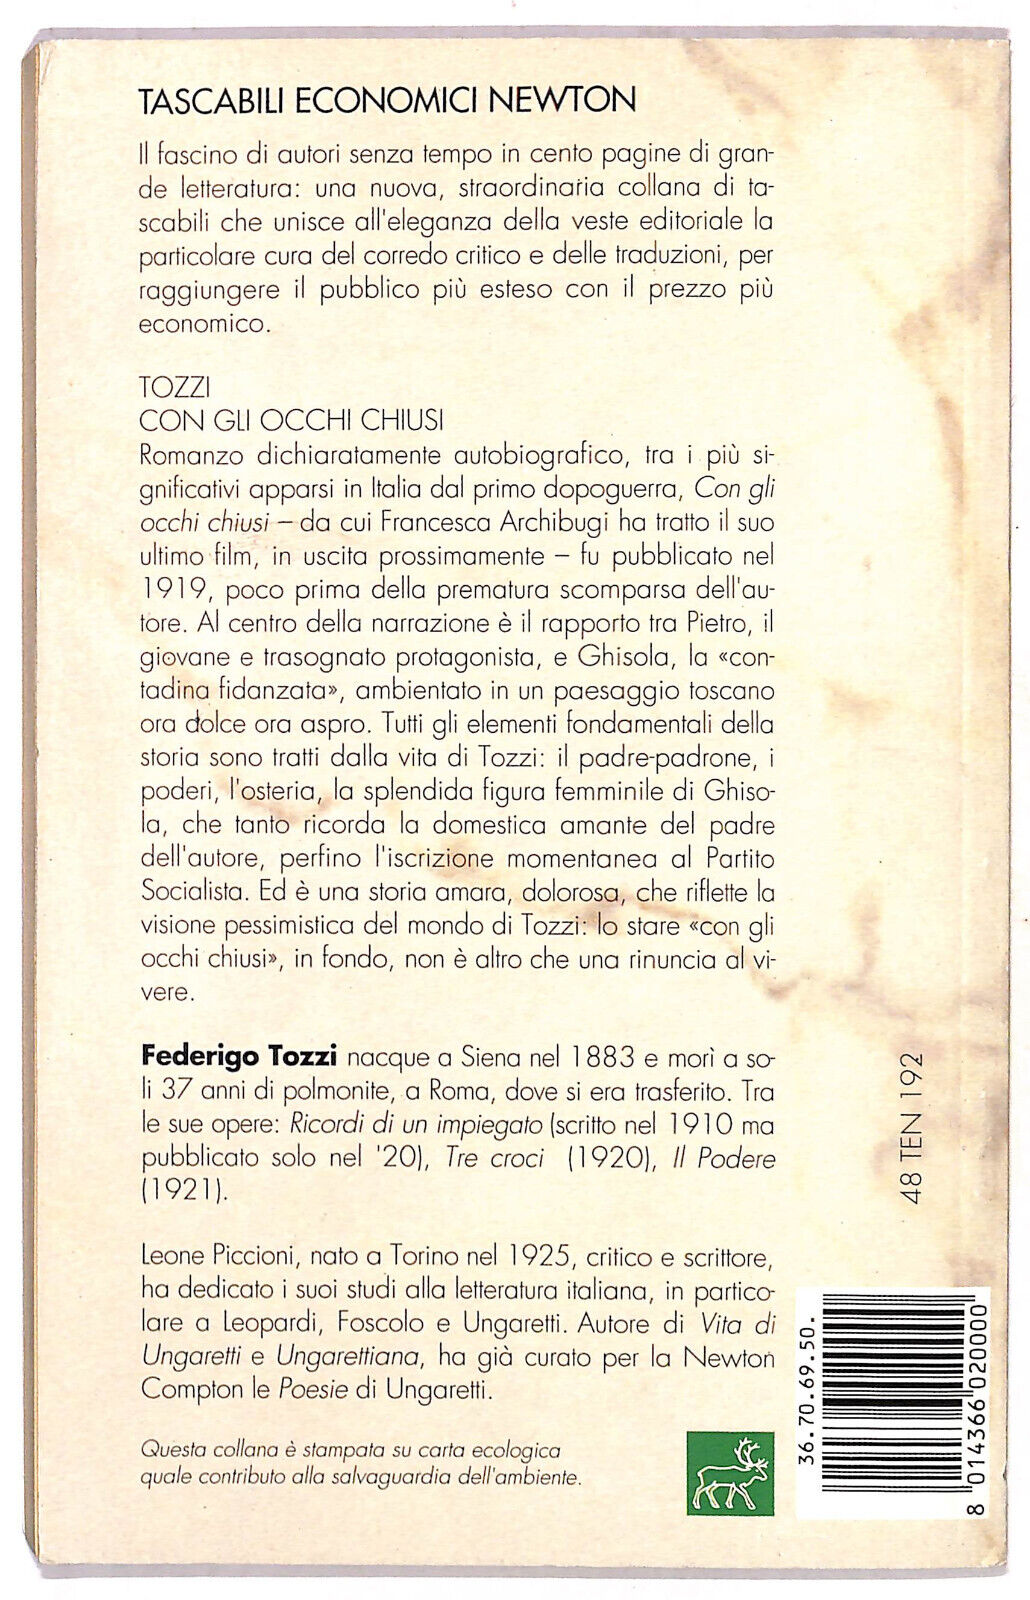 TASCABILI ECONOMICI NEWTON
Il fascino di autori senza tempo in cento pagine di gran-
de letteratura: una nuova, straordinaria collana di ta-
scabili che unisce all'eleganza della veste editoriale la
particolare cura del corredo critico e delle traduzioni, per
raggiungere il pubblico più esteso con il prezzo più
economico.
TOZZI
CON GLI OCCHI CHIUSI
Romanzo dichiaratamente autobiografico, tra i più si-
gnificativi apparsi in Italia dal primo dopoguerra, Con gli
occhi chiusi – da cui Francesca Archibugi ha tratto il suo
ultimo film, in uscita prossimamente – fu pubblicato nel
1919, poco prima della prematura scomparsa dell'au-
tore. Al centro della narrazione è il rapporto tra Pietro, il
giovane e trasognato protagonista, e Ghisola, la «con-
tadina fidanzata», ambientato in un paesaggio toscano
ora dolce ora aspro. Tutti gli elementi fondamentali della
storia sono tratti dalla vita di Tozzi: il padre-padrone, i
poderi, l'osteria, la splendida figura femminile di Ghiso-
la, che tanto ricorda la domestica amante del padre
dell'autore, perfino l'iscrizione momentanea al Partito
Socialista. Ed è una storia amara, dolorosa, che riflette la
visione pessimistica del mondo di Tozzi: lo stare «con gli
occhi chiusi», in fondo, non è altro che una rinuncia al vi-
vere.
Federigo Tozzi nacque a Siena nel 1883 e morì a so-
li 37 anni di polmonite, a Roma, dove si era trasferito. Tra
le sue opere: Ricordi di un impiegato (scritto nel 1910 ma
pubblicato solo nel '20), Tre croci (1920), Il Podere
(1921).
Leone Piccioni, nato a Torino nel 1925, critico e scrittore,
ha dedicato i suoi studi alla letteratura italiana, in partico-
lare a Leopardi, Foscolo e Ungaretti. Autore di Vita di
Ungaretti e Ungarettiana, ha già curato per la Newton
Compton le Poesie di Ungaretti.
Questa collana è stampata su carta ecologica
quale contributo alla salvaguardia dell'ambiente.
48 TEN 192
36.70.69.50.
8 014366 020000